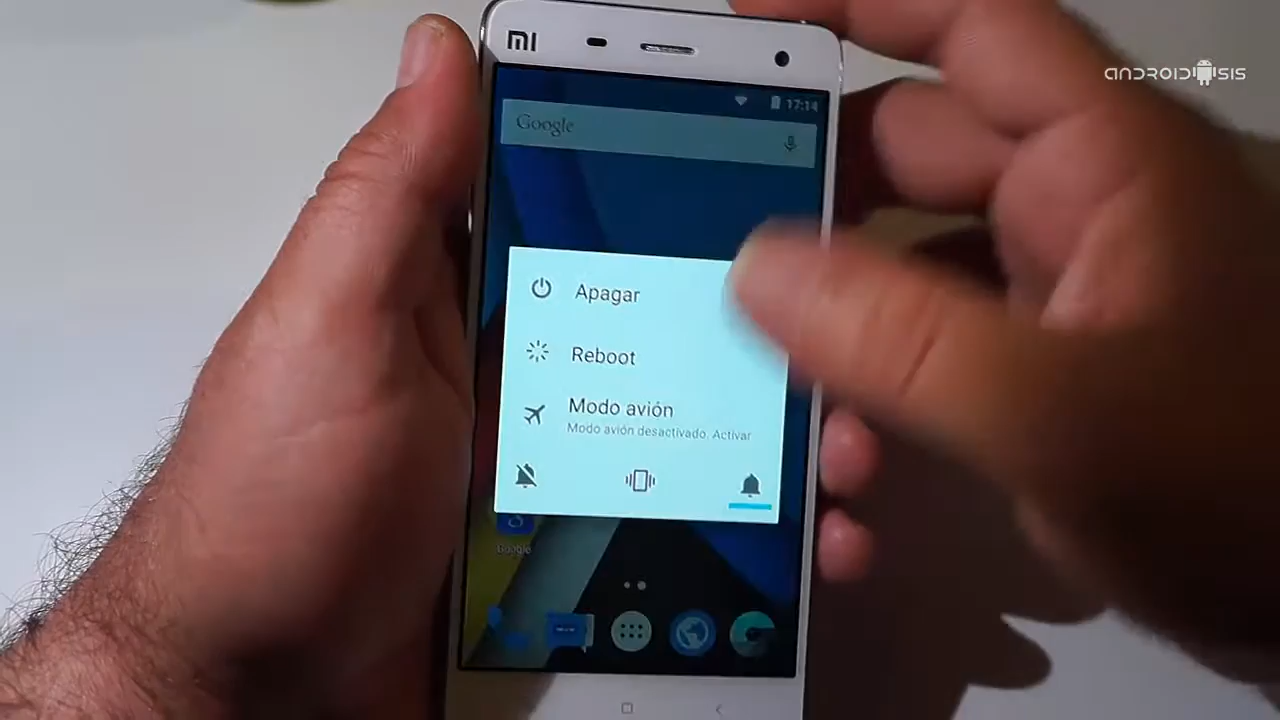 mi
ANDROIDSIS
17:14
Google
Apagar
Reboot
Modo avión
Modo avión desactivado. Activar
Google